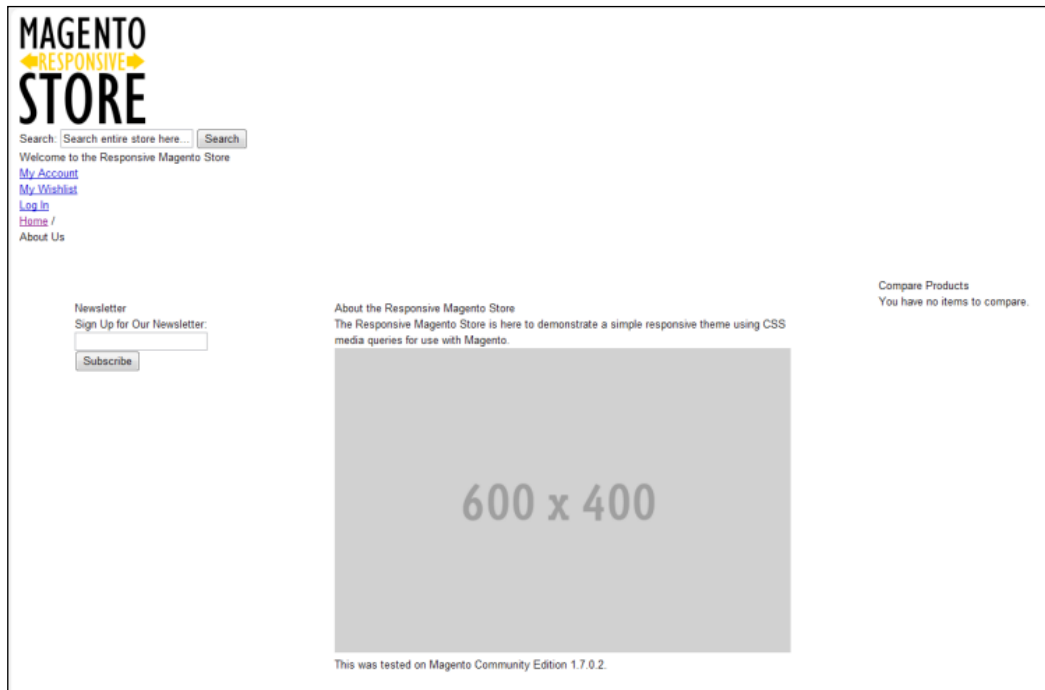 MAGENTO
RESPONSIVE
STORE
Search: Search entire store here... Search
Welcome to the Responsive Magento Store
My Account
My Wishlist
Log In
Home /
About Us
Newsletter
Sign Up for Our Newsletter:
Subscribe
About the Responsive Magento Store
The Responsive Magento Store is here to demonstrate a simple responsive theme using CSS
media queries for use with Magento.
600 x 400
This was tested on Magento Community Edition 1.7.0.2.
Compare Products
You have no items to compare.